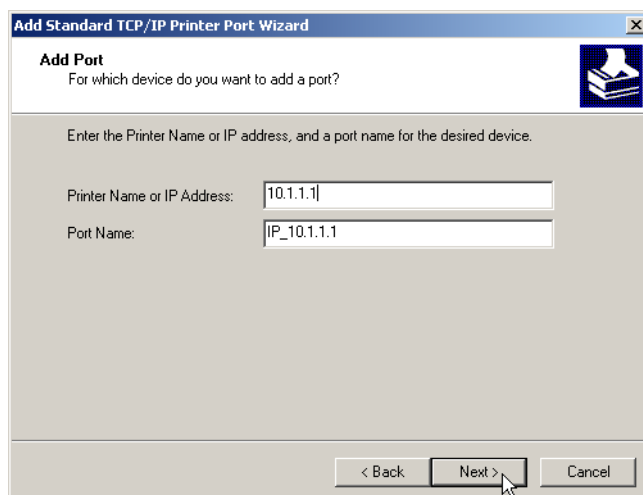 Add Standard TCP/IP Printer Port Wizard
Add Port
For which device do you want to add a port?
Enter the Printer Name or IP address, and a port name for the desired device.
Printer Name or IP Address:
10.1.1.1
Port Name:
IP_10.1.1.1
< Back
Next >
Cancel